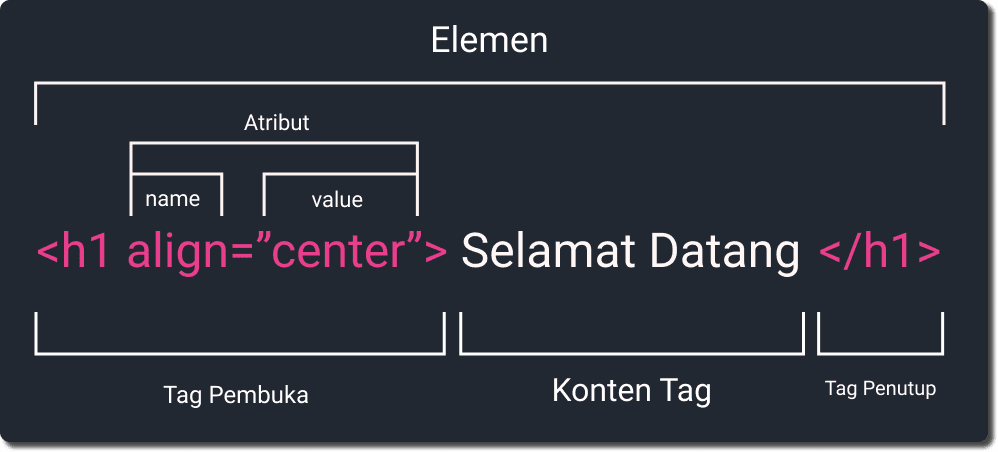 Elemen
Atribut
name
value
<h1 align=”center”> Selamat Datang </h1>
Tag Pembuka
Konten Tag
Tag Penutup